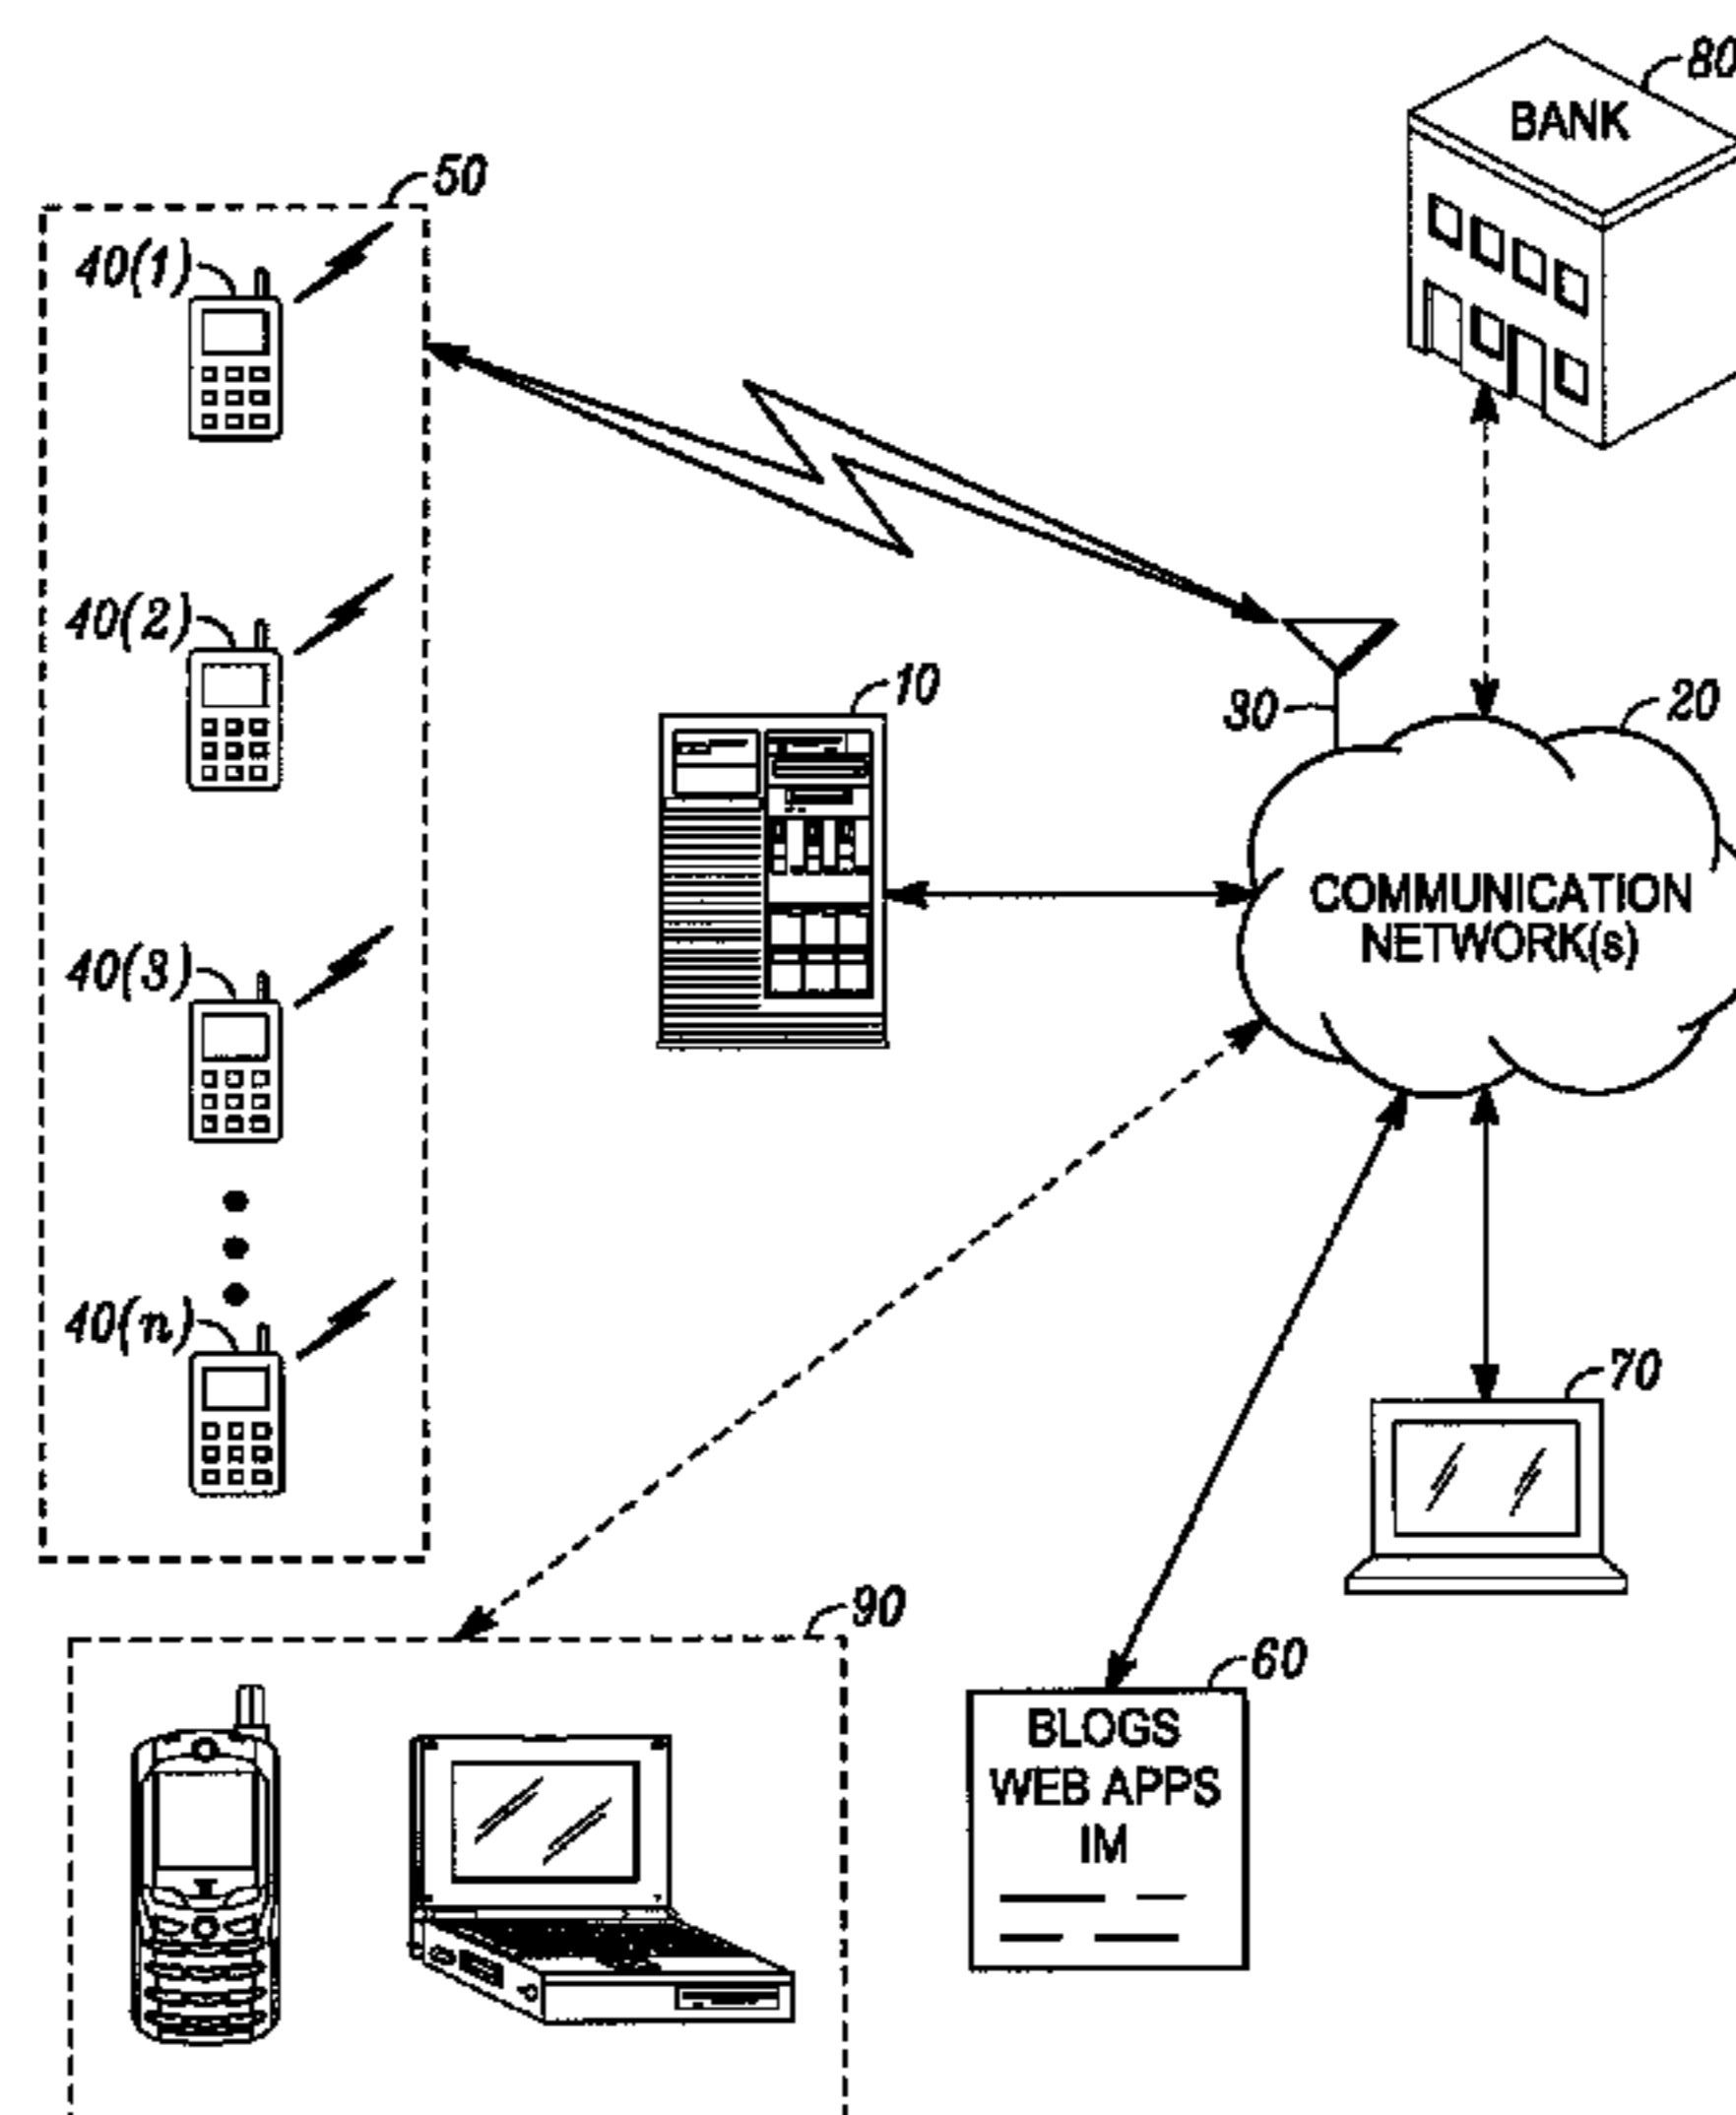 80
BANK
50
40(1)
40(2)
10
30
20
COMMUNICATION
NETWORK(s)
40(3)
40(n)
70
90
60
BLOGS
WEB APPS
IM